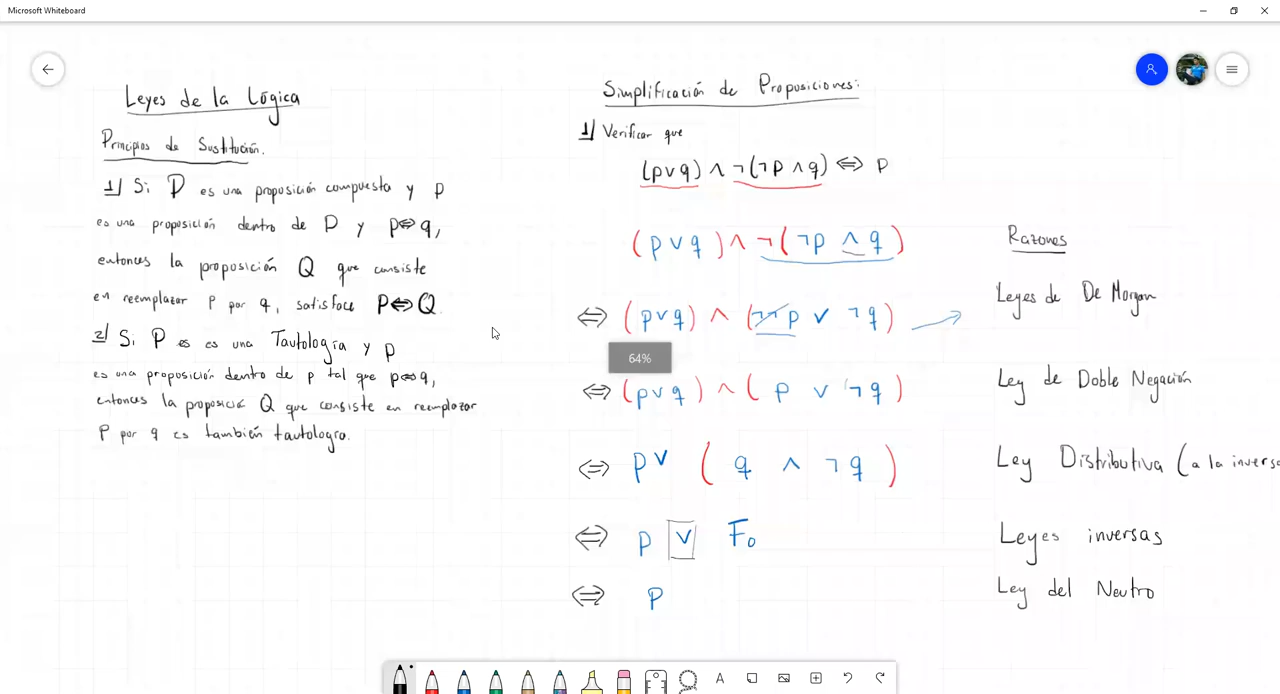 Microsoft Whiteboard
Leyes de la Lógica
Principios de Sustitución.
1) Si P es una proposición compuesta y p
es una proposición dentro de P y p⇔q,
entonces la proposición Q que consiste
en reemplazar p por q, satisface P⇔Q.
2) Si P es es una Tautología y p
es una proposición dentro de p tal que p⇔q,
entonces la proposició Q que consiste en reemplazar
P por q es también tautologra.
Simplificación de Proposiciones:
1) Verificar que
(p∨q) ∧ ¬(¬p ∧ q) ⇔ p
(p ∨ q) ∧ ¬(¬p ∧ q)
Razones
⇔ (p∨q) ∧ (¬¬p ∨ ¬q)
Leyes de De Morgan
64%
⇔ (p∨q) ∧ (p ∨ ¬q)
Ley de Doble Negación
⇔ p∨ (q ∧ ¬q)
Ley Distributiva (a la inversa
⇔ p ∨ F₀
Leyes inversas
⇔ p
Ley del Neutro